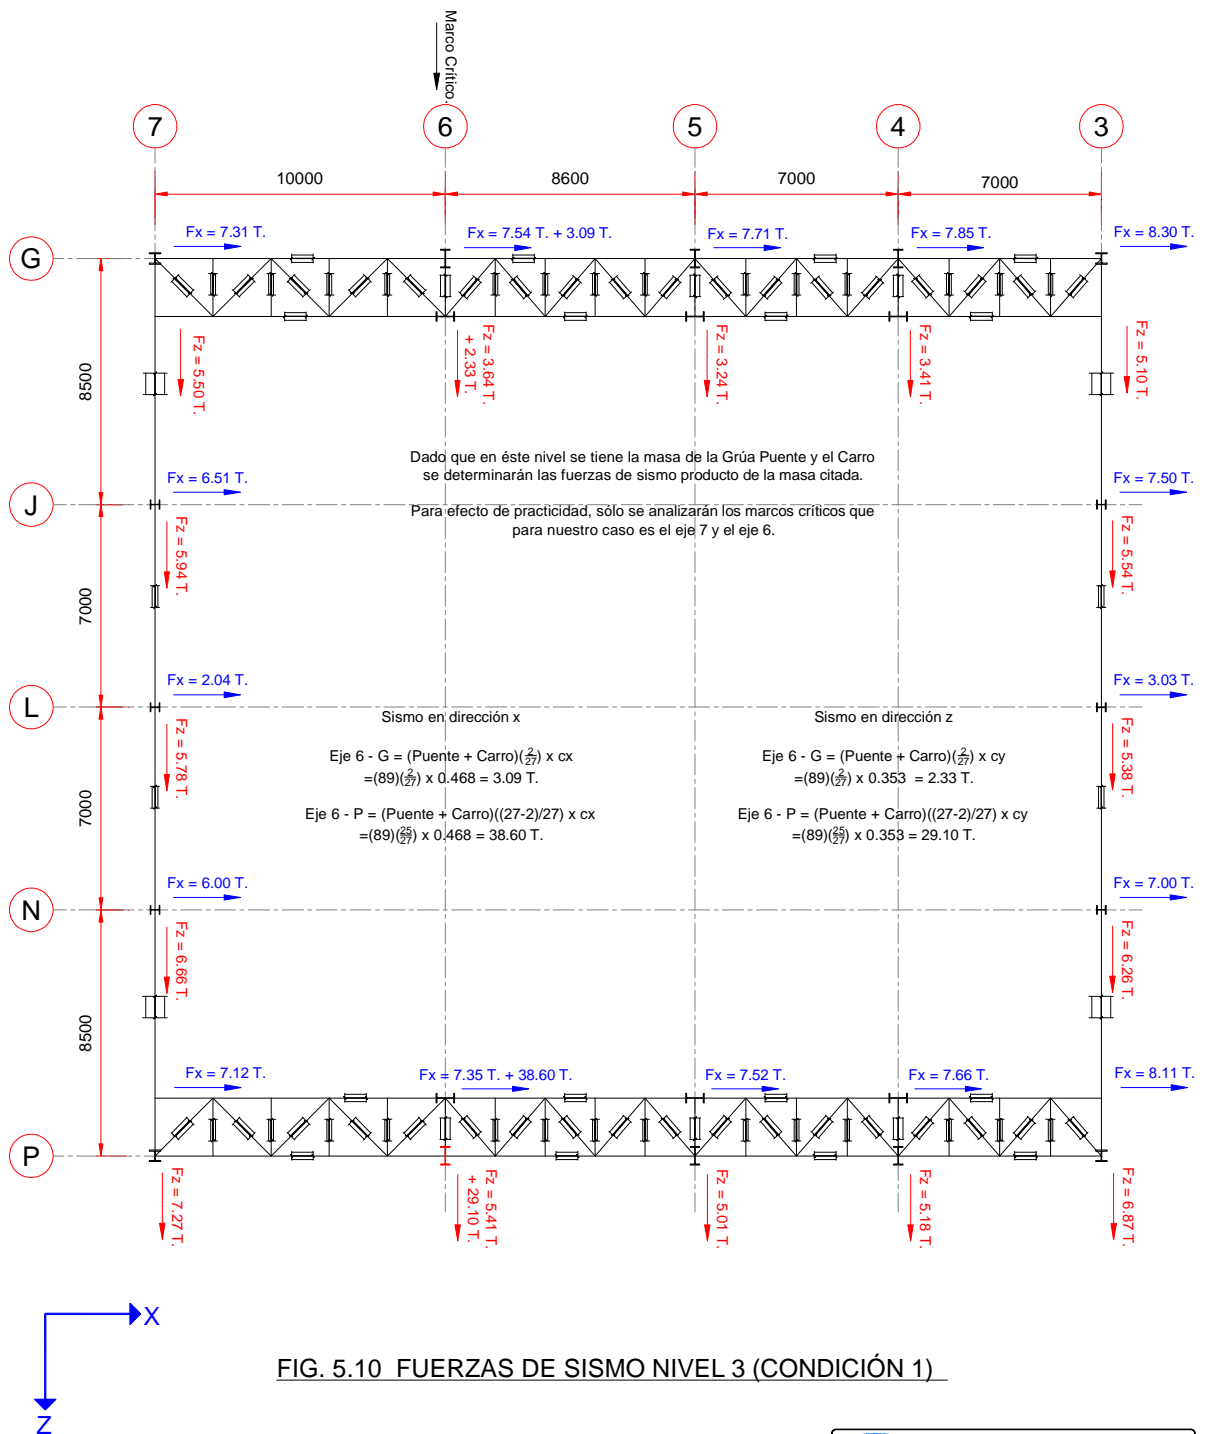 Marco Crítico.
7
6
5
4
3
10000
8600
7000
7000
Fx = 7.31 T.
Fx = 7.54 T. + 3.09 T.
Fx = 7.71 T.
Fx = 7.85 T.
Fx = 8.30 T.
G
8500
Fz = 5.50 T.
Fz = 3.64 T.
+ 2.33 T.
Fz = 3.24 T.
Fz = 3.41 T.
Fz = 5.10 T.
Dado que en éste nivel se tiene la masa de la Grúa Puente y el Carro
se determinarán las fuerzas de sismo producto de la masa citada.
Fx = 6.51 T.
Fx = 7.50 T.
J
Para efecto de practicidad, sólo se analizarán los marcos críticos que
para nuestro caso es el eje 7 y el eje 6.
7000
Fz = 5.94 T.
Fz = 5.54 T.
Fx = 2.04 T.
Fx = 3.03 T.
L
Sismo en dirección x
Sismo en dirección z
7000
Fz = 5.78 T.
Fz = 5.38 T.
Eje 6 - G = (Puente + Carro)(2/27) x cx
=(89)(2/27) x 0.468 = 3.09 T.
Eje 6 - G = (Puente + Carro)(2/27) x cy
=(89)(2/27) x 0.353 = 2.33 T.
Eje 6 - P = (Puente + Carro)((27-2)/27) x cx
=(89)(25/27) x 0.468 = 38.60 T.
Eje 6 - P = (Puente + Carro)((27-2)/27) x cy
=(89)(25/27) x 0.353 = 29.10 T.
Fx = 6.00 T.
Fx = 7.00 T.
N
8500
Fz = 6.66 T.
Fz = 6.26 T.
Fx = 7.12 T.
Fx = 7.35 T. + 38.60 T.
Fx = 7.52 T.
Fx = 7.66 T.
Fx = 8.11 T.
P
Fz = 7.27 T.
Fz = 5.41 T.
+ 29.10 T.
Fz = 5.01 T.
Fz = 5.18 T.
Fz = 6.87 T.
X
Z
FIG. 5.10 FUERZAS DE SISMO NIVEL 3 (CONDICIÓN 1)